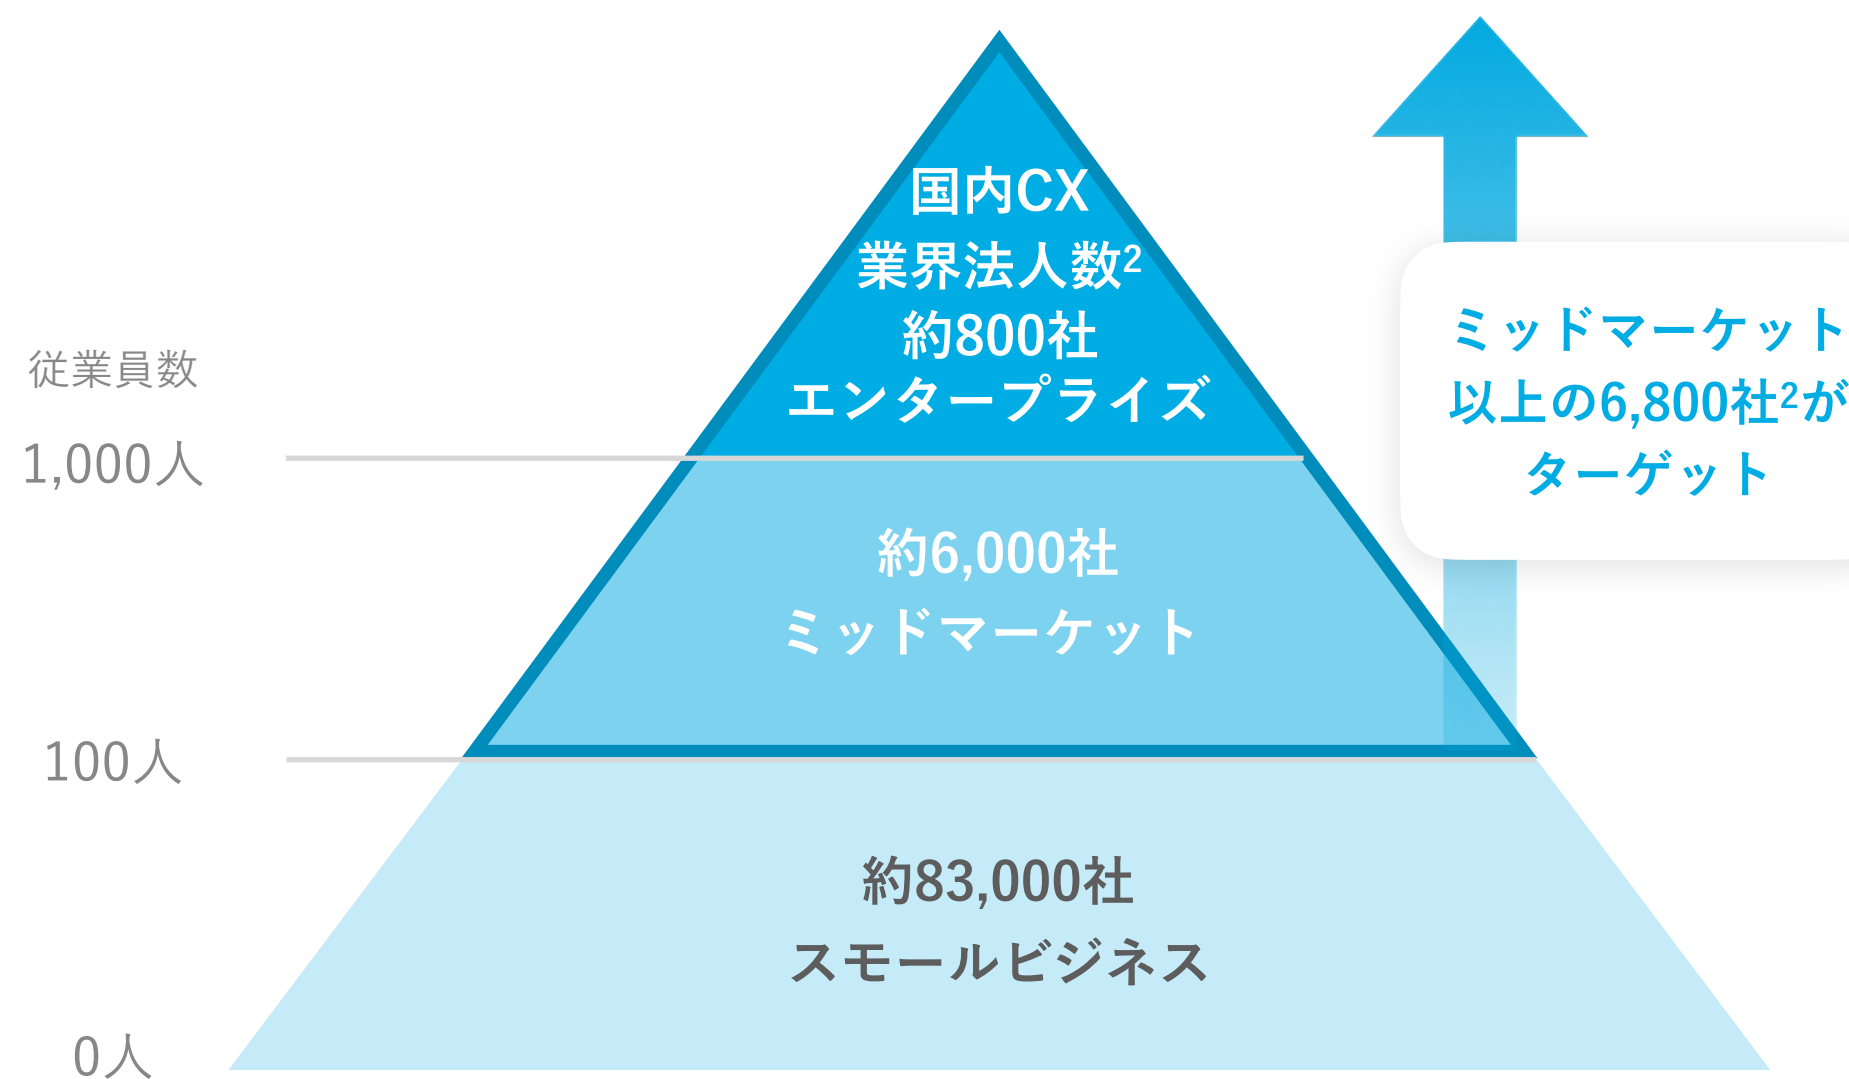 国内CX
業界法人数2
約800社
エンタープライズ
従業員数
1,000人
約6,000社
ミッドマーケット
100人
約83,000社
スモールビジネス
0人
ミッドマーケット
以上の6,800社2が
ターゲット